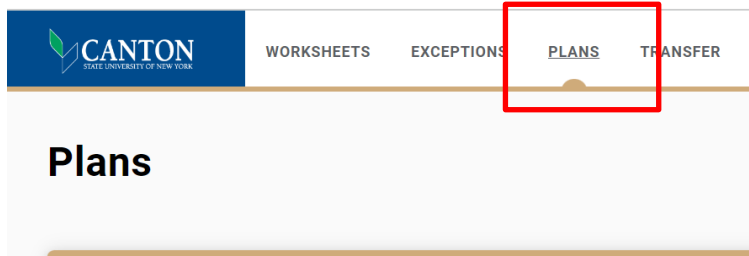 CANTON
STATE UNIVERSITY OF NEW YORK
WORKSHEETS EXCEPTIONS PLANS TRANSFER
Plans